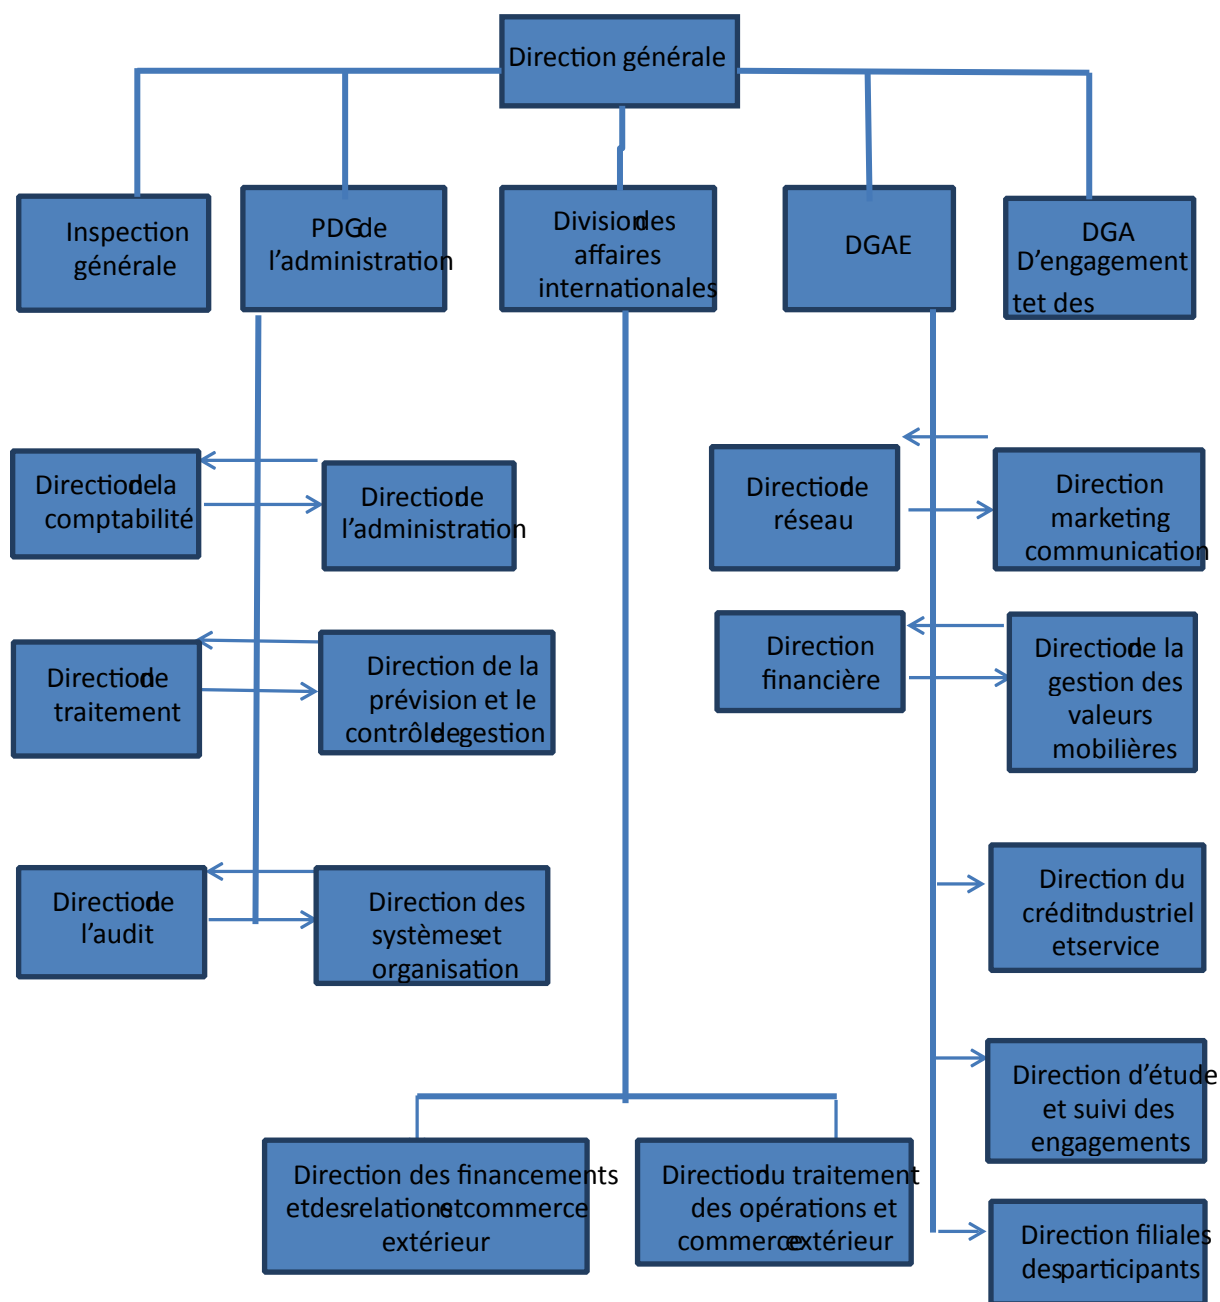 Direction générale
Inspection
générale
PDG de
l'administration
Division des
affaires
internationales
DGAE
DGA
D'engagement
tet des
Direction de la
comptabilité
Direction de
l'administration
Direction de
réseau
Direction
marketing
communication
Direction de
traitement
Direction de la
prévision et le
contrôle de gestion
Direction
financière
Direction de la
gestion des
valeurs
mobilières
Direction de
l'audit
Direction des
systèmes et
organisation
Direction du
crédit industriel
et service
Direction d'étude
et suivi des
engagements
Direction des financements
et des relations et commerce
extérieur
Direction du traitement
des opérations et
commerce extérieur
Direction filiales
des participants